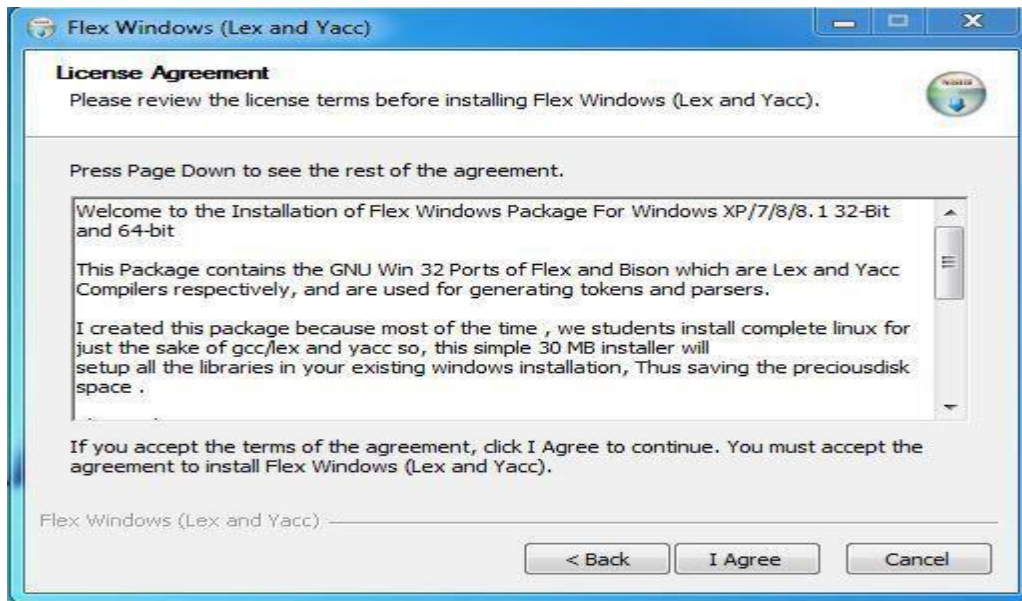 Flex Windows (Lex and Yacc)
License Agreement
Please review the license terms before installing Flex Windows (Lex and Yacc).
Press Page Down to see the rest of the agreement.
Welcome to the Installation of Flex Windows Package For Windows XP/7/8/8.1 32-Bit
and 64-bit
This Package contains the GNU Win 32 Ports of Flex and Bison which are Lex and Yacc
Compilers respectively, and are used for generating tokens and parsers.
I created this package because most of the time , we students install complete linux for
just the sake of gcc/lex and yacc so, this simple 30 MB installer will
setup all the libraries in your existing windows installation, Thus saving the preciousdisk
space .
If you accept the terms of the agreement, click I Agree to continue. You must accept the
agreement to install Flex Windows (Lex and Yacc).
Flex Windows (Lex and Yacc)
< Back I Agree Cancel